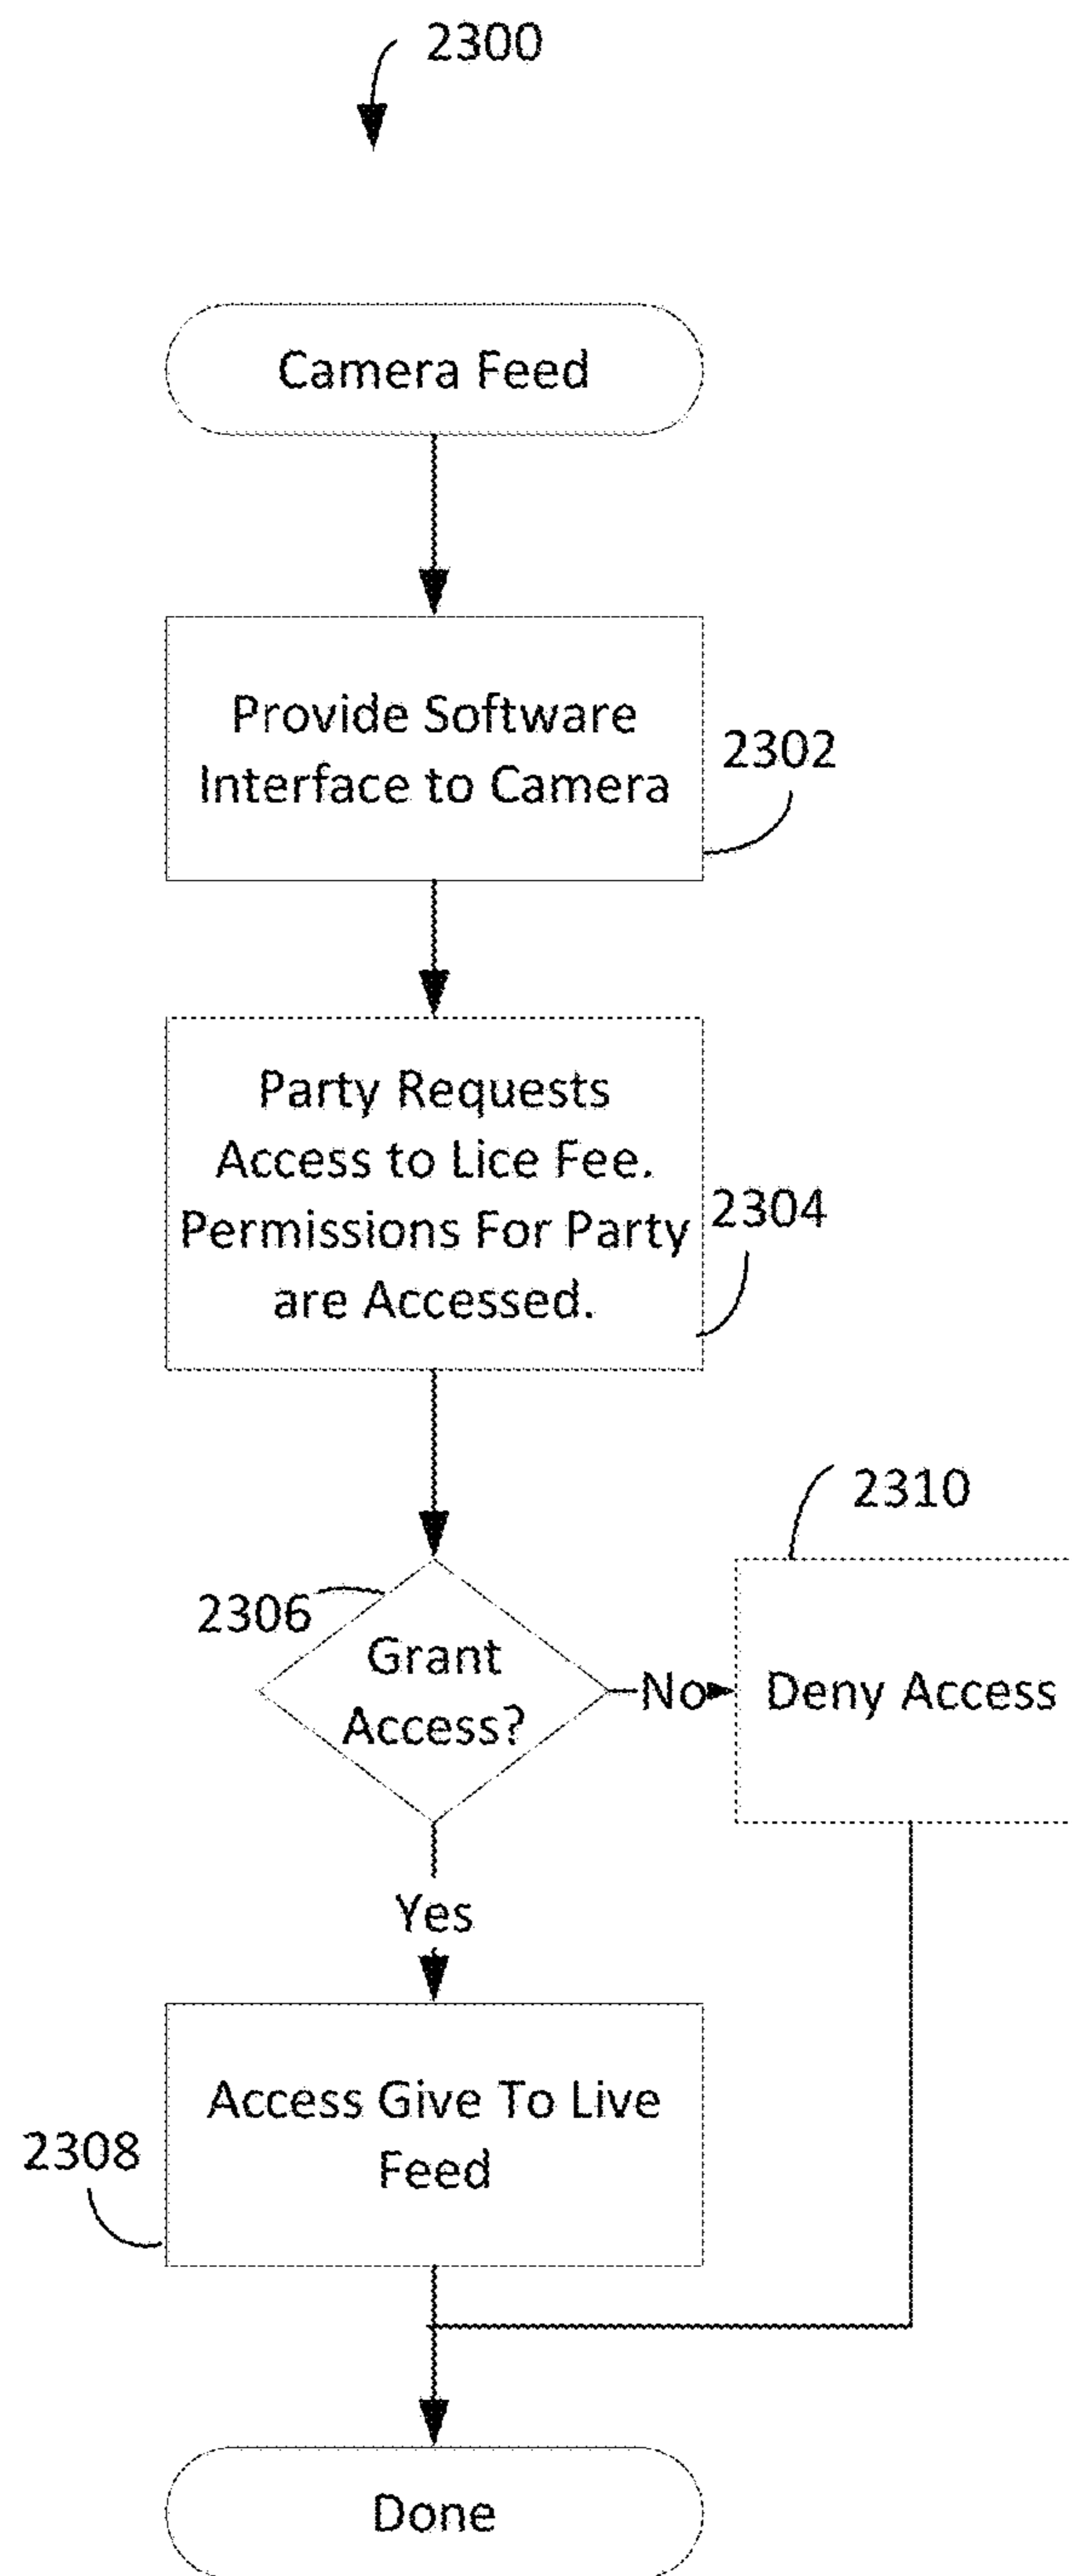 2300
Camera Feed
Provide Software
Interface to Camera
2302
Party Requests
Access to Lice Fee.
Permissions For Party
are Accessed.
2304
2310
2306
Grant
Access?
No
Deny Access
Yes
Access Give To Live
Feed
2308
Done